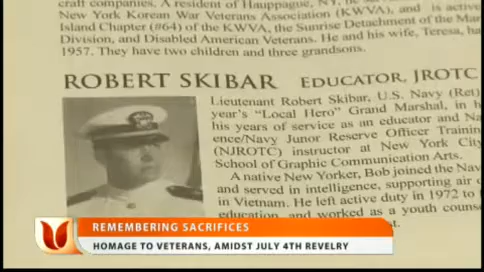 craft companies. A resident of Hauppauge, NY, he
New York Korean War Veterans Association (KWVA), and is active
Island Chapter (#64) of the KWVA, the Sunrise Detachment of the Mar
Division, and Disabled American Veterans. He and his wife, Teresa, ha
1957. They have two children and three grandsons.
ROBERT SKIBAR EDUCATOR, JROTC
Lieutenant Robert Skibar, U.S. Navy (Ret)
year's "Local Hero" Grand Marshal, in h
his years of service as an educator and Na
ence/Navy Junor Reserve Officer Trainin
(NJROTC) instructor at New York City
School of Graphic Communication Arts.
A native New Yorker, Bob joined the Nav
and served in intelligence, supporting air
in Vietnam. He left active duty in 1972 to
education, and worked as a youth couns
REMEMBERING SACRIFICES
HOMAGE TO VETERANS, AMIDST JULY 4TH REVELRY